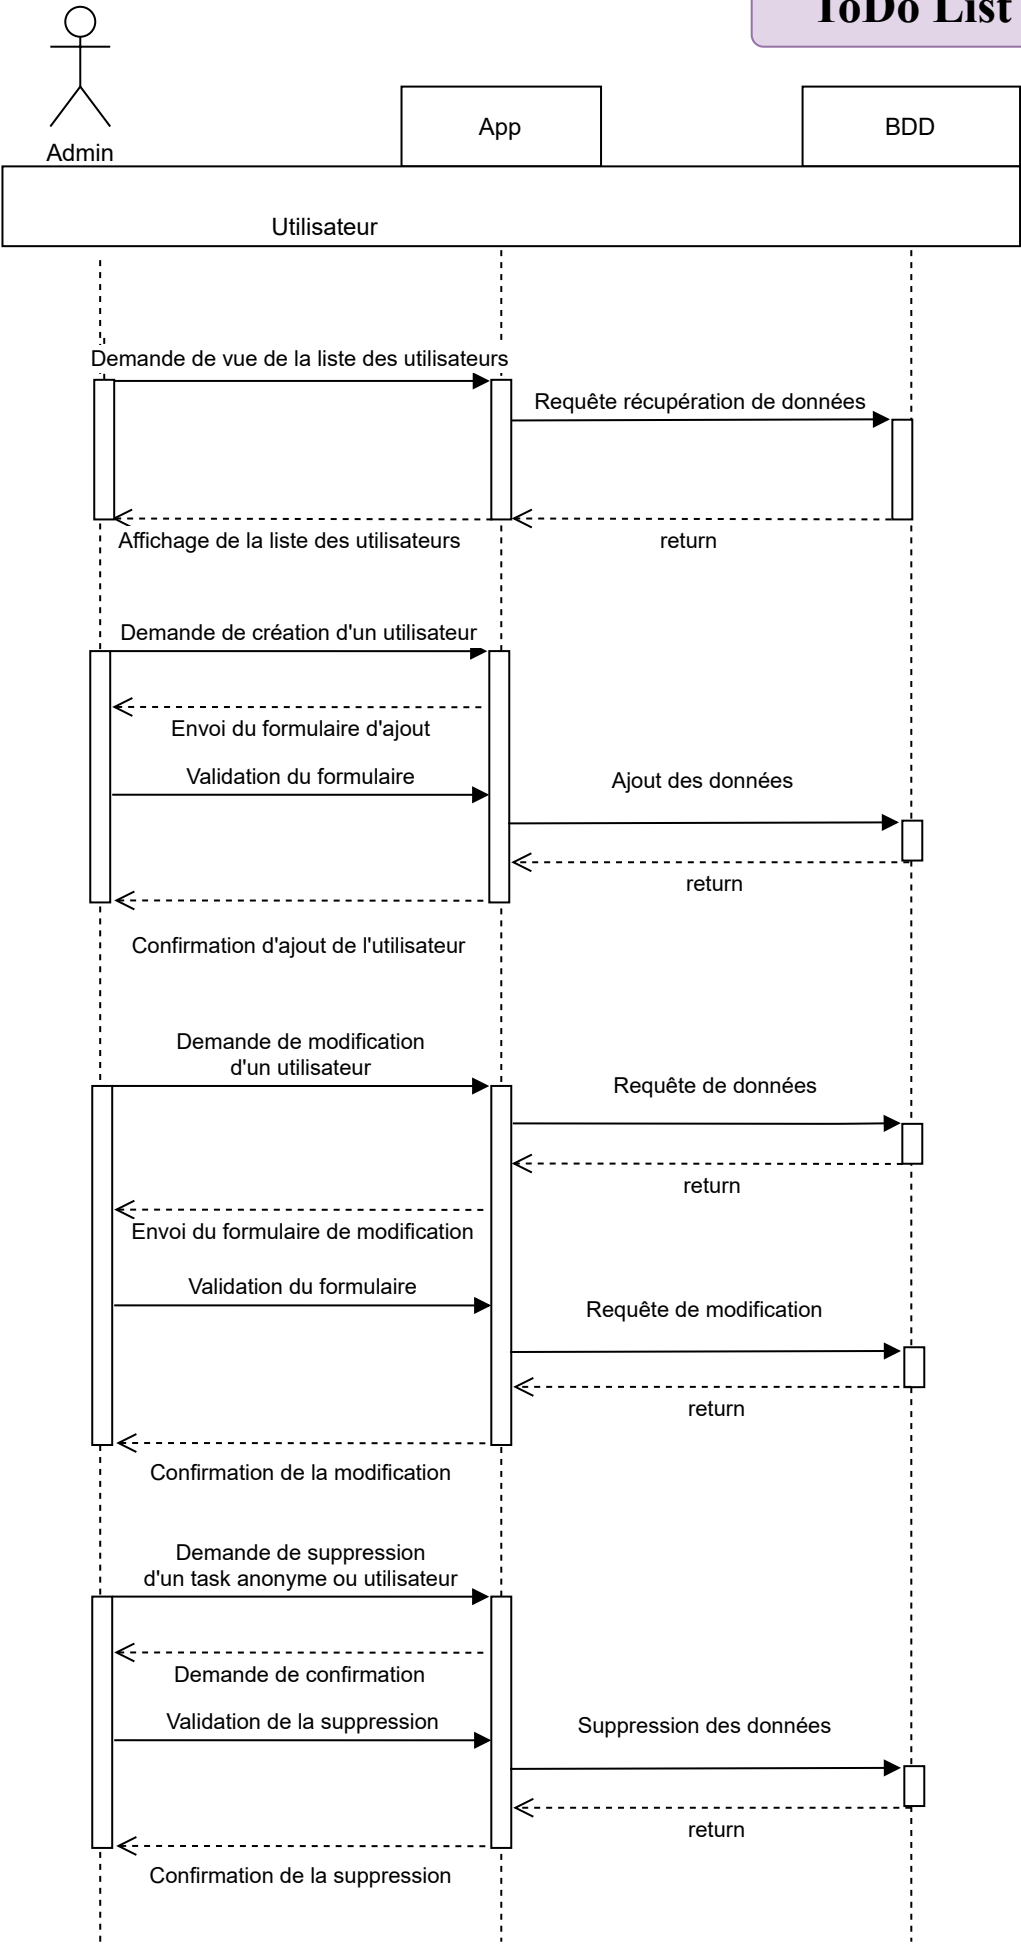 ToDo List
Admin
App
BDD
Utilisateur
Demande de vue de la liste des utilisateurs
Requête récupération de données
Affichage de la liste des utilisateurs
return
Demande de création d'un utilisateur
Envoi du formulaire d'ajout
Validation du formulaire
Ajout des données
return
Confirmation d'ajout de l'utilisateur
Demande de modification
d'un utilisateur
Requête de données
return
Envoi du formulaire de modification
Validation du formulaire
Requête de modification
return
Confirmation de la modification
Demande de suppression
d'un task anonyme ou utilisateur
Demande de confirmation
Validation de la suppression
Suppression des données
return
Confirmation de la suppression